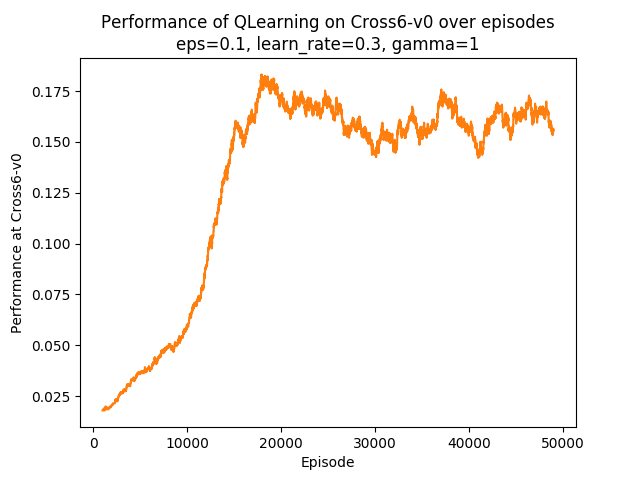 Performance of QLearning on Cross6-v0 over episodes
eps=0.1, learn_rate=0.3, gamma=1
Performance at Cross6-v0
0.175
0.150
0.125
0.100
0.075
0.050
0.025
0 10000 20000 30000 40000 50000
Episode